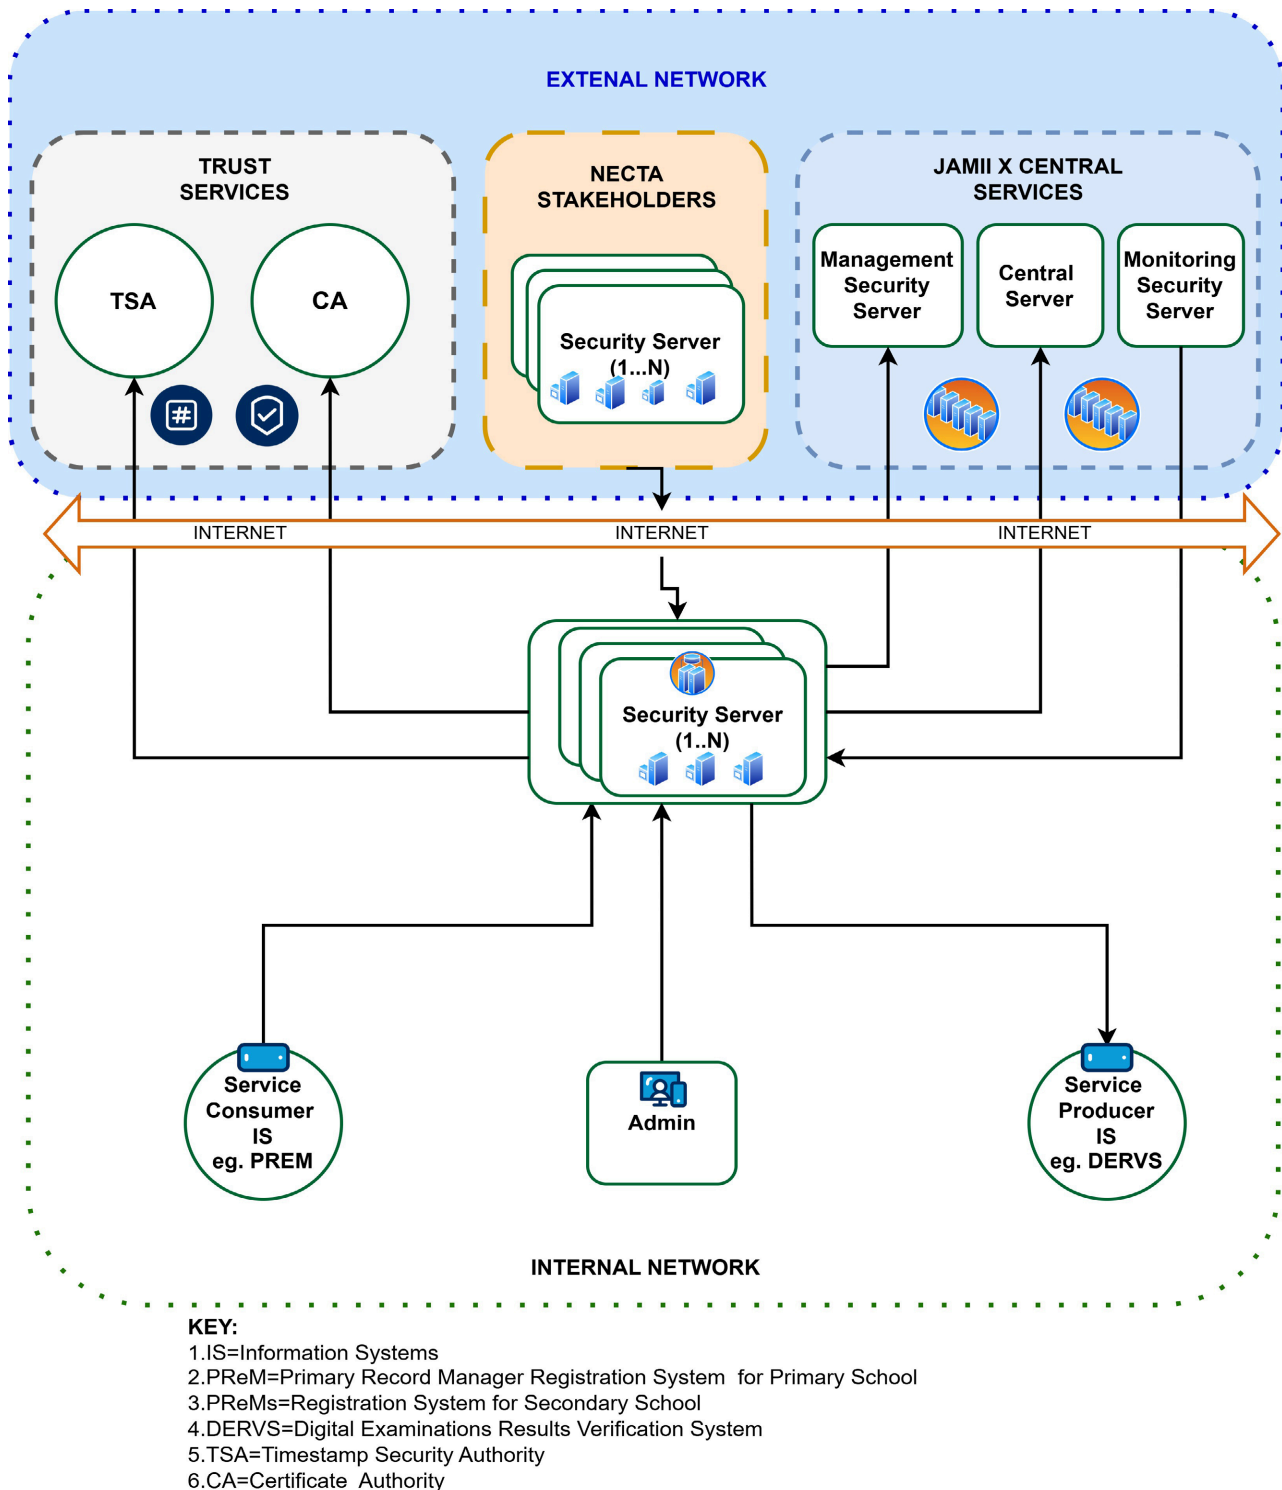 EXTENAL NETWORK
TRUST
SERVICES
TSA
CA
NECTA
STAKEHOLDERS
Security Server
(1...N)
JAMII X CENTRAL
SERVICES
Management
Security
Server
Central
Server
Monitoring
Security
Server
INTERNET
INTERNET
INTERNET
Security Server
(1..N)
Service
Consumer
IS
eg. PREM
Admin
Service
Producer
IS
eg. DERVS
INTERNAL NETWORK
KEY:
1.IS=Information Systems
2.PReM=Primary Record Manager Registration System for Primary School
3.PReMs=Registration System for Secondary School
4.DERVS=Digital Examinations Results Verification System
5.TSA=Timestamp Security Authority
6.CA=Certificate Authority